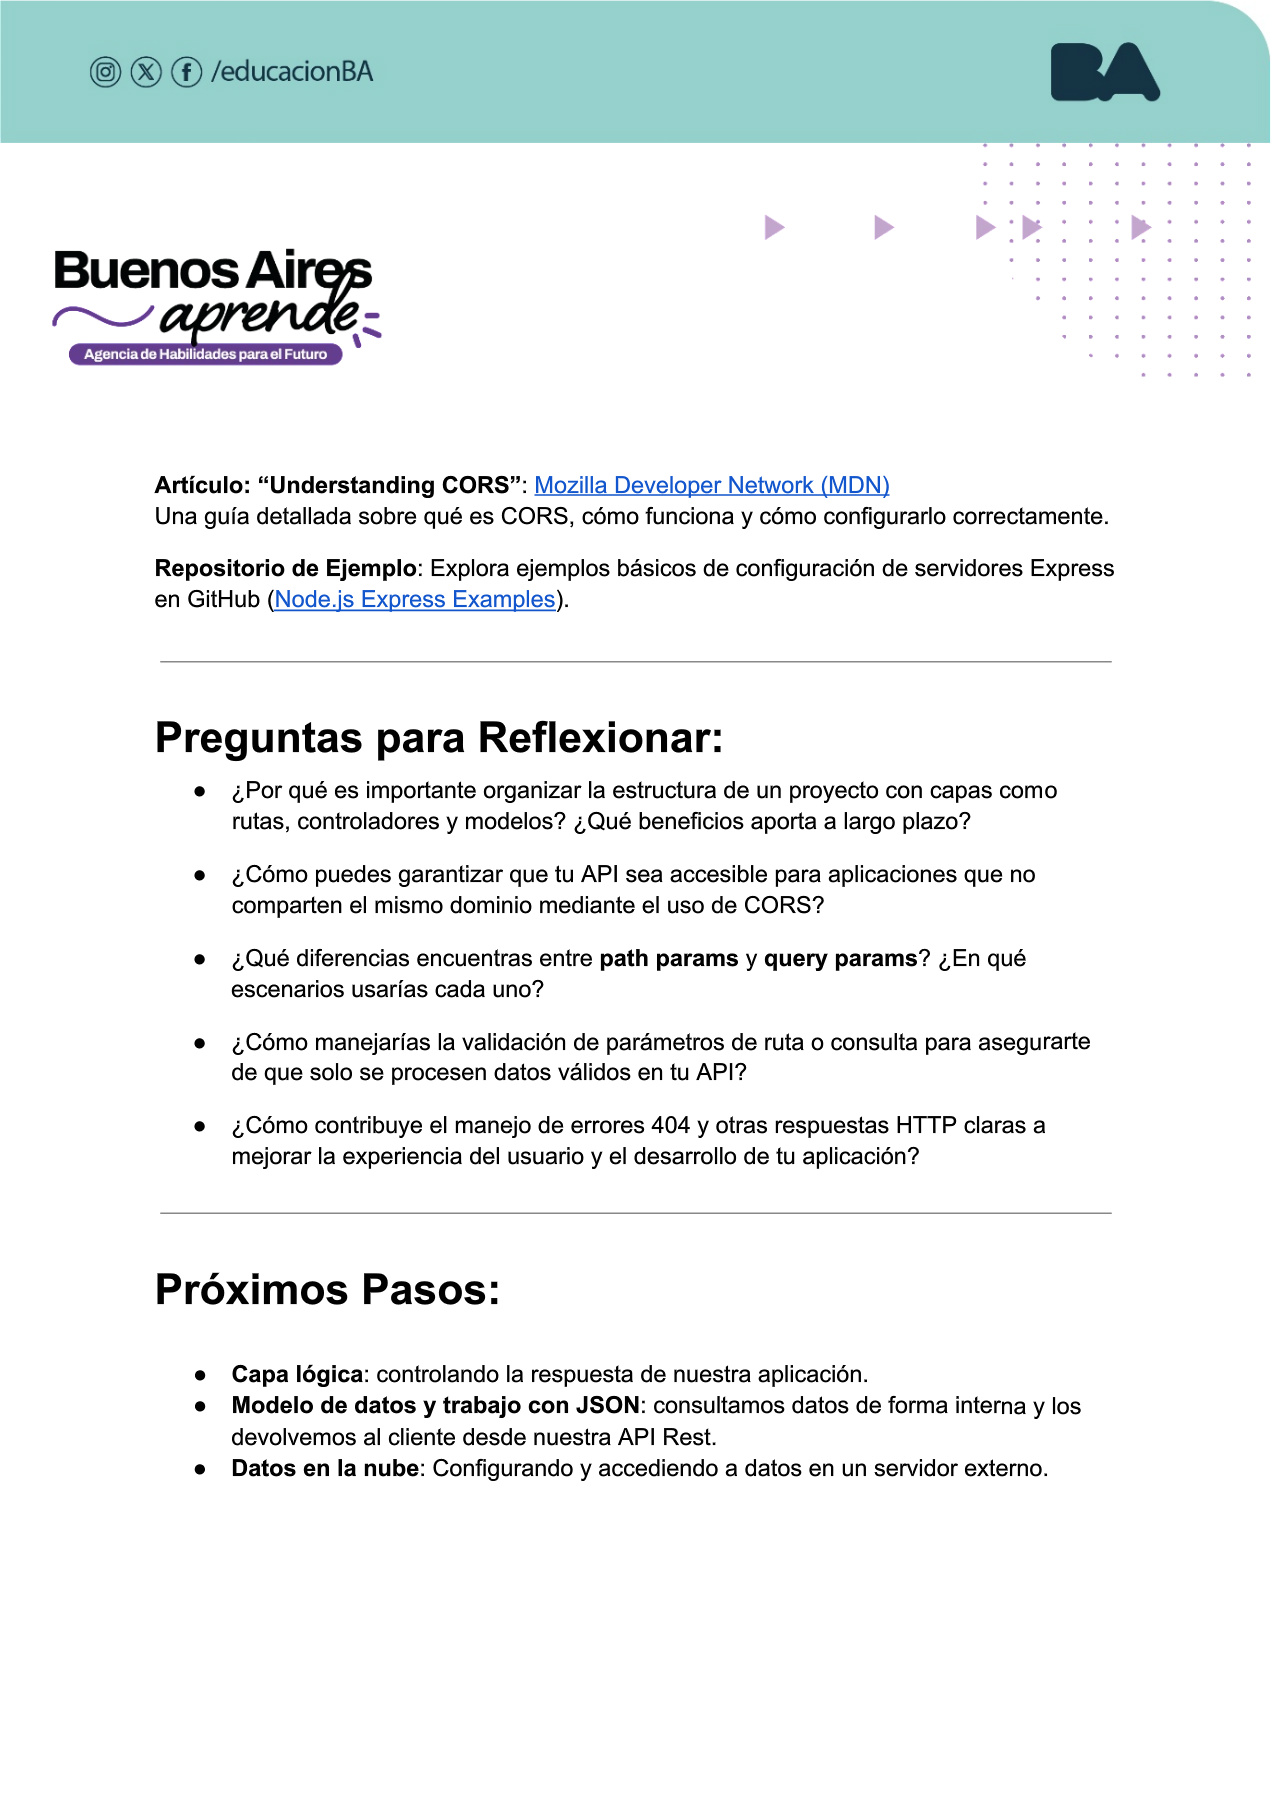 /educacionBA
BA
Buenos Aires
aprende
Agencia de Habilidades para el Futuro
Artículo: “Understanding CORS”: Mozilla Developer Network (MDN)
Una guía detallada sobre qué es CORS, cómo funciona y cómo configurarlo correctamente.
Repositorio de Ejemplo: Explora ejemplos básicos de configuración de servidores Express
en GitHub (Node.js Express Examples).
Preguntas para Reflexionar:
● ¿Por qué es importante organizar la estructura de un proyecto con capas como
rutas, controladores y modelos? ¿Qué beneficios aporta a largo plazo?
● ¿Cómo puedes garantizar que tu API sea accesible para aplicaciones que no
comparten el mismo dominio mediante el uso de CORS?
● ¿Qué diferencias encuentras entre path params y query params? ¿En qué
escenarios usarías cada uno?
● ¿Cómo manejarías la validación de parámetros de ruta o consulta para asegurarte
de que solo se procesen datos válidos en tu API?
● ¿Cómo contribuye el manejo de errores 404 y otras respuestas HTTP claras a
mejorar la experiencia del usuario y el desarrollo de tu aplicación?
Próximos Pasos:
● Capa lógica: controlando la respuesta de nuestra aplicación.
● Modelo de datos y trabajo con JSON: consultamos datos de forma interna y los
devolvemos al cliente desde nuestra API Rest.
● Datos en la nube: Configurando y accediendo a datos en un servidor externo.